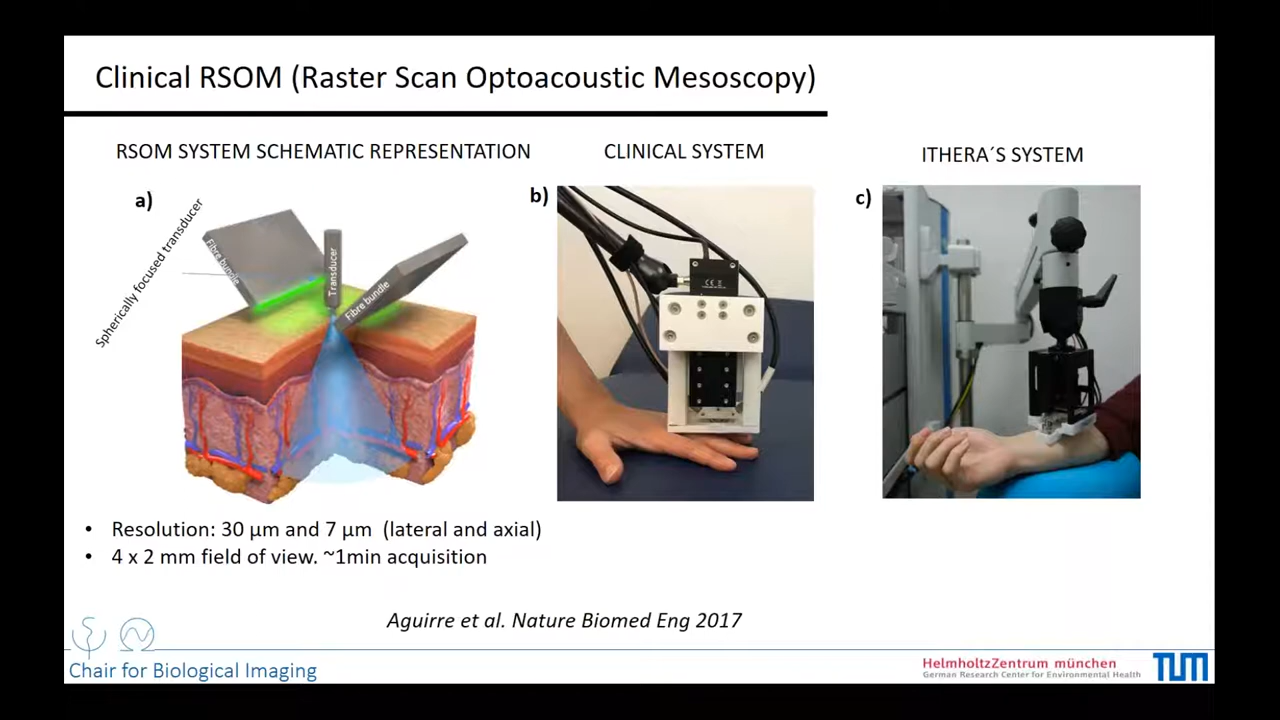 Clinical RSOM (Raster Scan Optoacoustic Mesoscopy)
RSOM SYSTEM SCHEMATIC REPRESENTATION
CLINICAL SYSTEM
ITHERA´S SYSTEM
a)
b)
c)
Spherically focused transducer
Fibre bundle
Transducer
Fibre bundle
CE
• Resolution: 30 µm and 7 µm (lateral and axial)
• 4 x 2 mm field of view. ~1min acquisition
Aguirre et al. Nature Biomed Eng 2017
Chair for Biological Imaging
HelmholtzZentrum münchen
German Research Center for Environmental Health
TUM